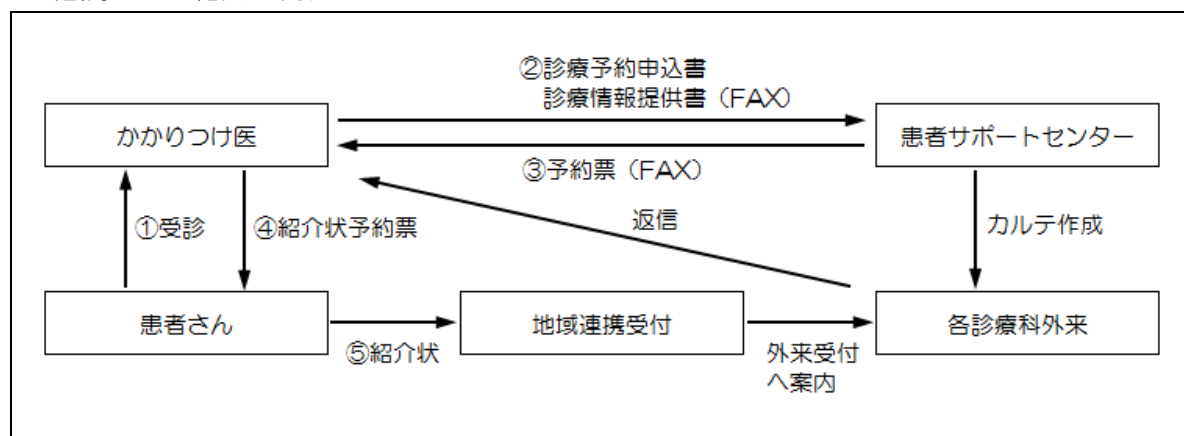 ②診療予約申込書
診療情報提供書（FAX）
かかりつけ医
患者サポートセンター
③予約票（FAX）
返信
①受診
④紹介状予約票
カルテ作成
患者さん
地域連携受付
各診療科外来
⑤紹介状
外来受付
へ案内